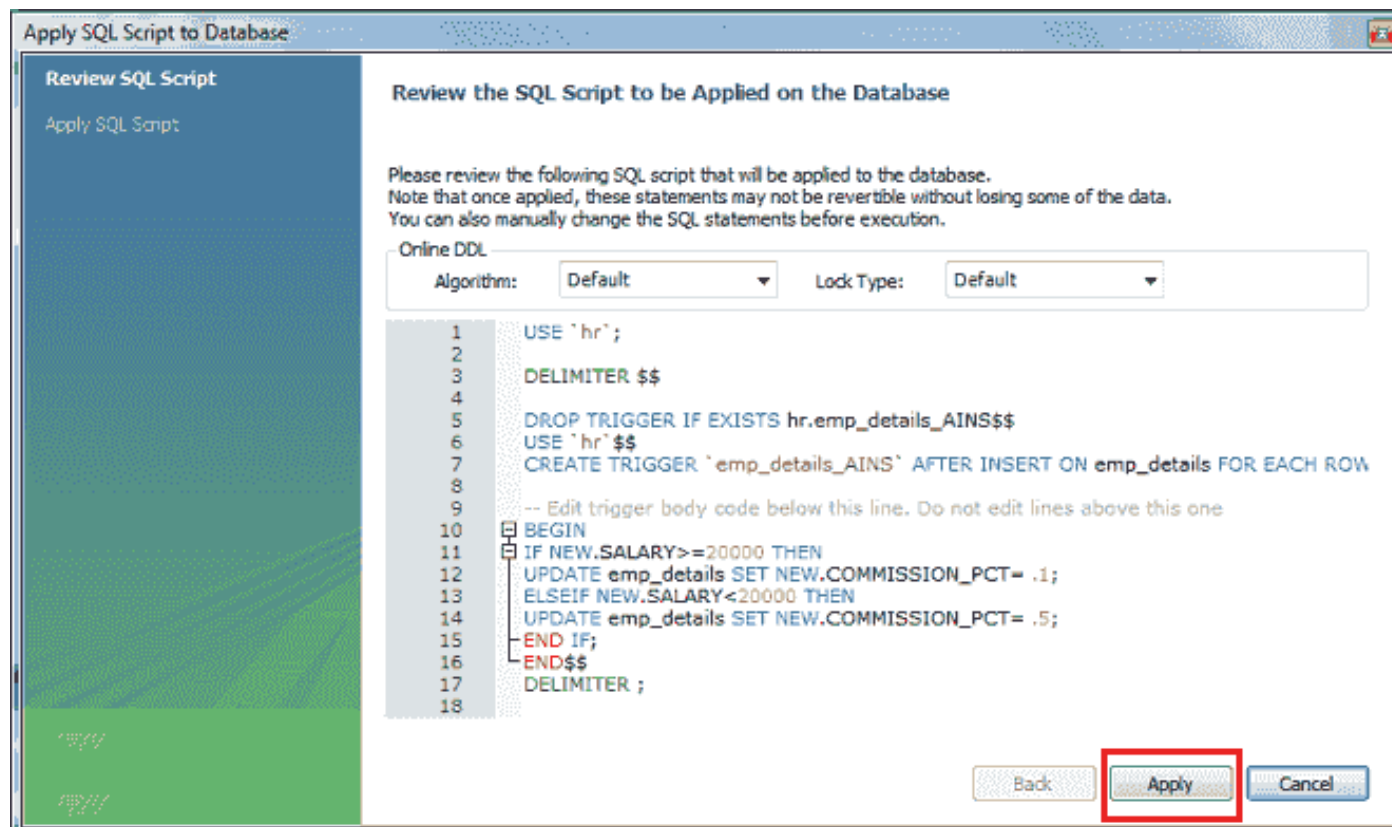 Apply SQL Script to Database
Review SQL Script
Apply SQL Script
Review the SQL Script to be Applied on the Database
Please review the following SQL script that will be applied to the database.
Note that once applied, these statements may not be revertible without losing some of the data.
You can also manually change the SQL statements before execution.
Online DDL
Algorithm: Default Lock Type: Default
1 USE `hr`;
2
3 DELIMITER $$
4
5 DROP TRIGGER IF EXISTS hr.emp_details_AINS$$
6 USE `hr`$$
7 CREATE TRIGGER `emp_details_AINS` AFTER INSERT ON emp_details FOR EACH ROW
8
9 -- Edit trigger body code below this line. Do not edit lines above this one
10 BEGIN
11 IF NEW.SALARY>=20000 THEN
12 UPDATE emp_details SET NEW.COMMISSION_PCT= .1;
13 ELSEIF NEW.SALARY<20000 THEN
14 UPDATE emp_details SET NEW.COMMISSION_PCT= .5;
15 END IF;
16 END$$
17 DELIMITER ;
18
Back Apply Cancel